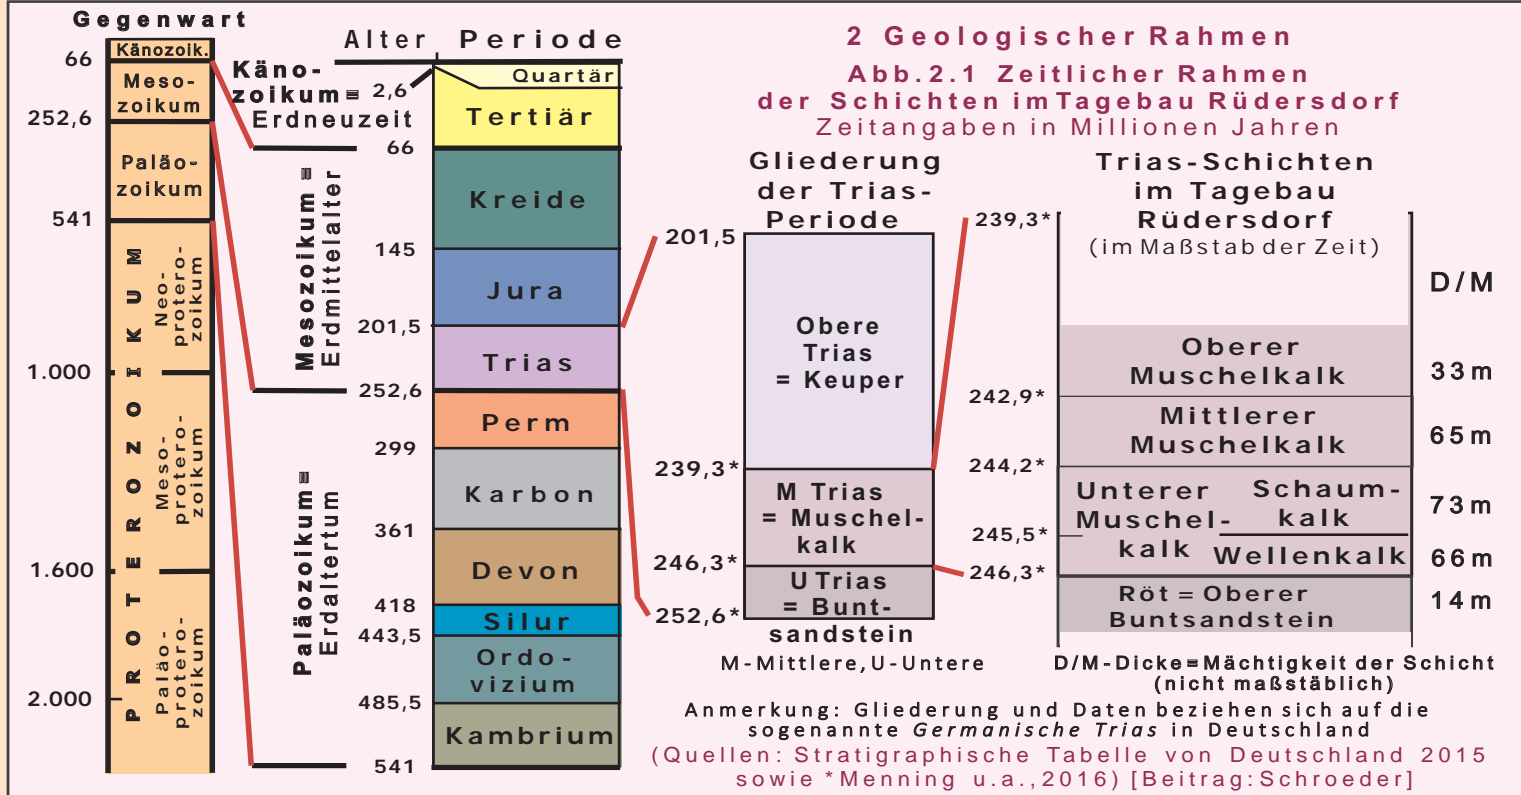 Gegenwart
Känozoik.
66
Meso-
zoikum
252,6
Paläo-
zoikum
541
PROTEROZOIKUM
Neo-
protero-
zoikum
1.000
Meso-
protero-
zoikum
1.600
Paläo-
protero-
zoikum
2.000
Alter Periode
Käno-
zoikum=
Erdneuzeit
Mesozoikum =
Erdmittelalter
Paläozoikum=
Erdaltertum
Quartär
2,6
Tertiär
66
Kreide
145
Jura
201,5
Trias
252,6
Perm
299
Karbon
361
Devon
418
Silur
443,5
Ordo-
vizium
485,5
Kambrium
541
2 Geologischer Rahmen
Abb.2.1 Zeitlicher Rahmen
der Schichten im Tagebau Rüdersdorf
Zeitangaben in Millionen Jahren
Gliederung
der Trias-
Periode
201,5
Obere
Trias
= Keuper
239,3*
M Trias
= Muschel-
kalk
246,3*
U Trias
= Bunt-
sandstein
252,6*
M-Mittlere, U-Untere
Trias-Schichten
im Tagebau
Rüdersdorf
(im Maßstab der Zeit)
239,3*
D/M
Oberer
Muschelkalk
33 m
242,9*
Mittlerer
Muschelkalk
65 m
244,2*
Unterer
Muschel-
kalk
Schaum-
kalk
73 m
245,5*
Wellenkalk
66 m
246,3*
Röt = Oberer
Buntsandstein
14 m
D/M-Dicke=Mächtigkeit der Schicht
(nicht maßstäblich)
Anmerkung: Gliederung und Daten beziehen sich auf die
sogenannte Germanische Trias in Deutschland
(Quellen: Stratigraphische Tabelle von Deutschland 2015
sowie *Menning u.a., 2016) [Beitrag: Schroeder]